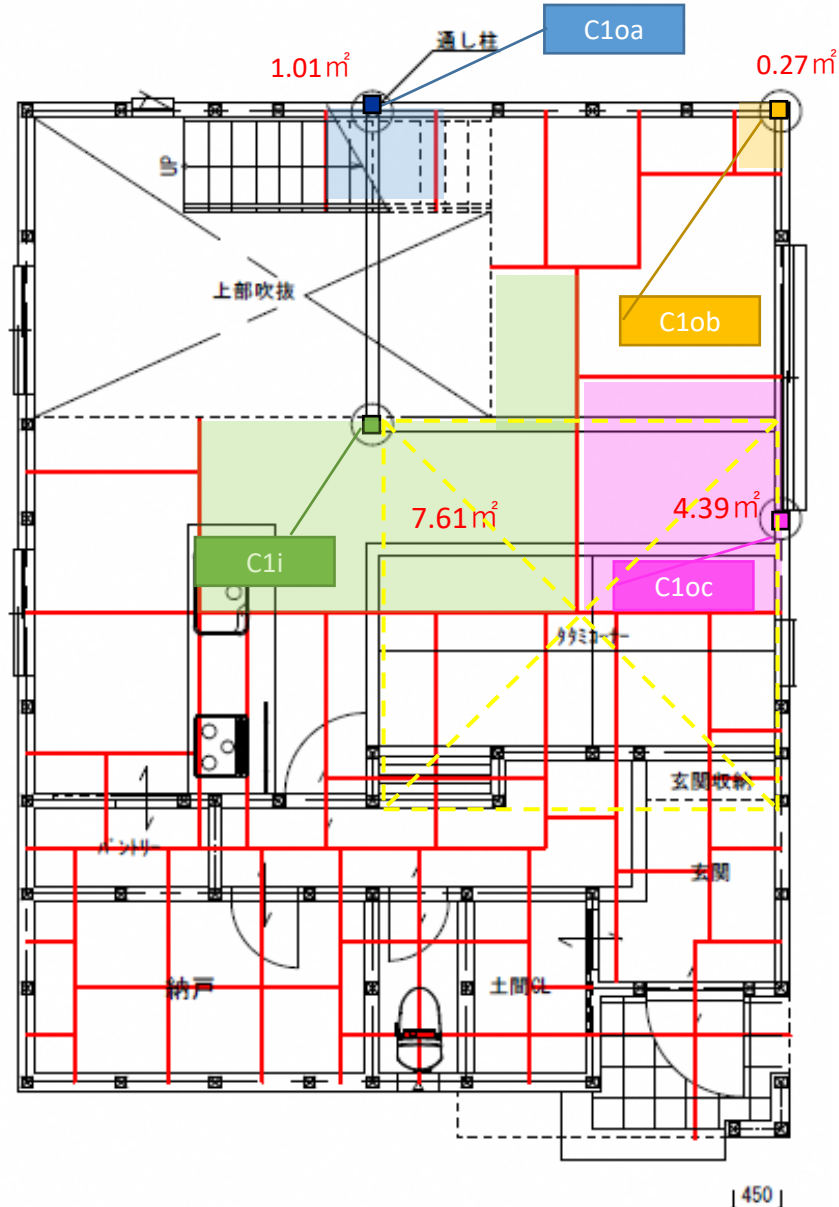 C1oa
通し柱
1.01㎡
0.27㎡
UP
上部吹抜
C1ob
7.61㎡
4.39㎡
C1i
C1oc
タタミコーナー
玄関収納
パントリー
玄関
納戸
土間CL
450